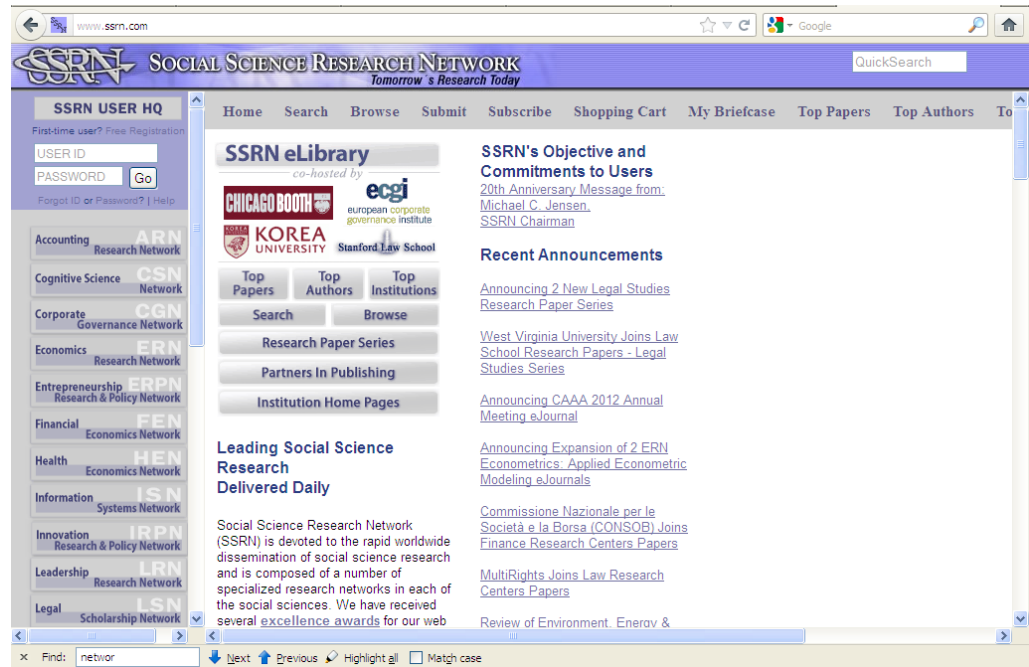 www.ssrn.com
Google
SSRN
SOCIAL SCIENCE RESEARCH NETWORK
Tomorrow`s Research Today
QuickSearch
SSRN USER HQ
First-time user? Free Registration
USER ID
PASSWORD
Go
Forgot ID or Password? | Help
Accounting ARN
Research Network
Cognitive Science CSN
Network
Corporate CGN
Governance Network
Economics ERN
Research Network
Entrepreneurship ERPN
Research & Policy Network
Financial FEN
Economics Network
Health HEN
Economics Network
Information ISN
Systems Network
Innovation IRPN
Research & Policy Network
Leadership LRN
Research Network
Legal LSN
Scholarship Network
Home Search Browse Submit Subscribe Shopping Cart My Briefcase Top Papers Top Authors To
SSRN eLibrary
co-hosted by
CHICAGO BOOTH
ecgi
european corporate
governance institute
KOREA
UNIVERSITY
Stanford Law School
Top Papers
Top Authors
Top Institutions
Search
Browse
Research Paper Series
Partners In Publishing
Institution Home Pages
Leading Social Science
Research
Delivered Daily
Social Science Research Network
(SSRN) is devoted to the rapid worldwide
dissemination of social science research
and is composed of a number of
specialized research networks in each of
the social sciences. We have received
several excellence awards for our web
SSRN's Objective and
Commitments to Users
20th Anniversary Message from:
Michael C. Jensen,
SSRN Chairman
Recent Announcements
Announcing 2 New Legal Studies
Research Paper Series
West Virginia University Joins Law
School Research Papers - Legal
Studies Series
Announcing CAAA 2012 Annual
Meeting eJournal
Announcing Expansion of 2 ERN
Econometrics: Applied Econometric
Modeling eJournals
Commissione Nazionale per le
Società e la Borsa (CONSOB) Joins
Finance Research Centers Papers
MultiRights Joins Law Research
Centers Papers
Review of Environment, Energy &
Find: networ
Next Previous Highlight all Match case